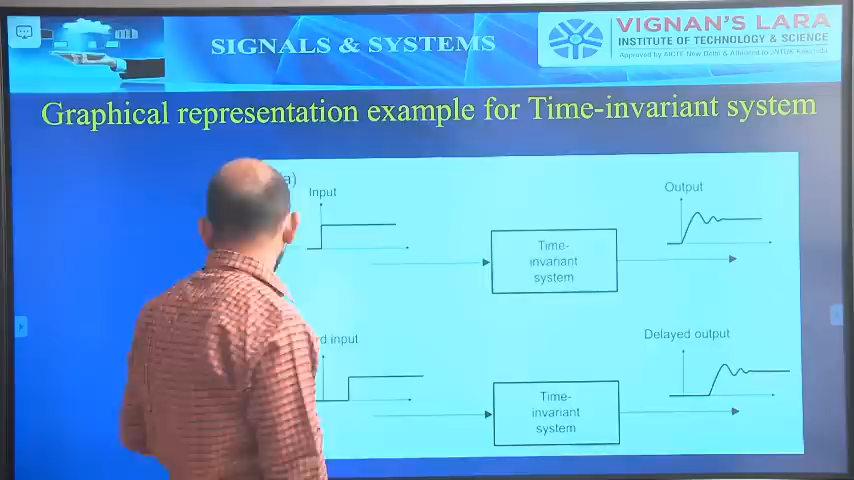 SIGNALS & SYSTEMS
VIGNAN'S LARA
INSTITUTE OF TECHNOLOGY & SCIENCE
Approved by AICTE New Delhi & Affiliated to JNTUK Kakinada
Graphical representation example for Time-invariant system
a)
Input
Output
Time-
invariant
system
rd input
Delayed output
Time-
invariant
system